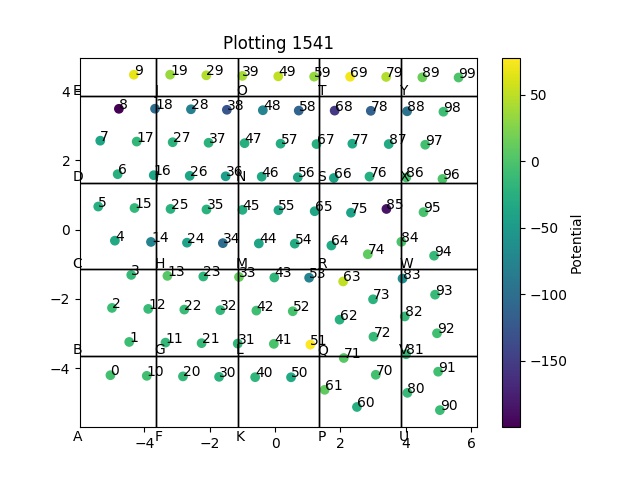 Plotting 1541
9 19 29 39 49 59 69 79 89 99
4 E J O T Y
8 18 28 38 48 58 68 78 88 98
7 17 27 37 47 57 67 77 87 97
2
6 16 26 36 46 56 66 76 86 96
D I N S X
5 15 25 35 45 55 65 75 85 95
0
4 14 24 34 44 54 64 74 84 94
C H M R W
3 13 23 33 43 53 63 73 83 93
−2
2 12 22 32 42 52 62 72 82 92
1 11 21 31 41 51 71 81
B G L Q V
−4
0 10 20 30 40 50 61 70 91
60 80 90
A F K P U
−4 −2 0 2 4 6
50
0
−50
−100
−150
Potential